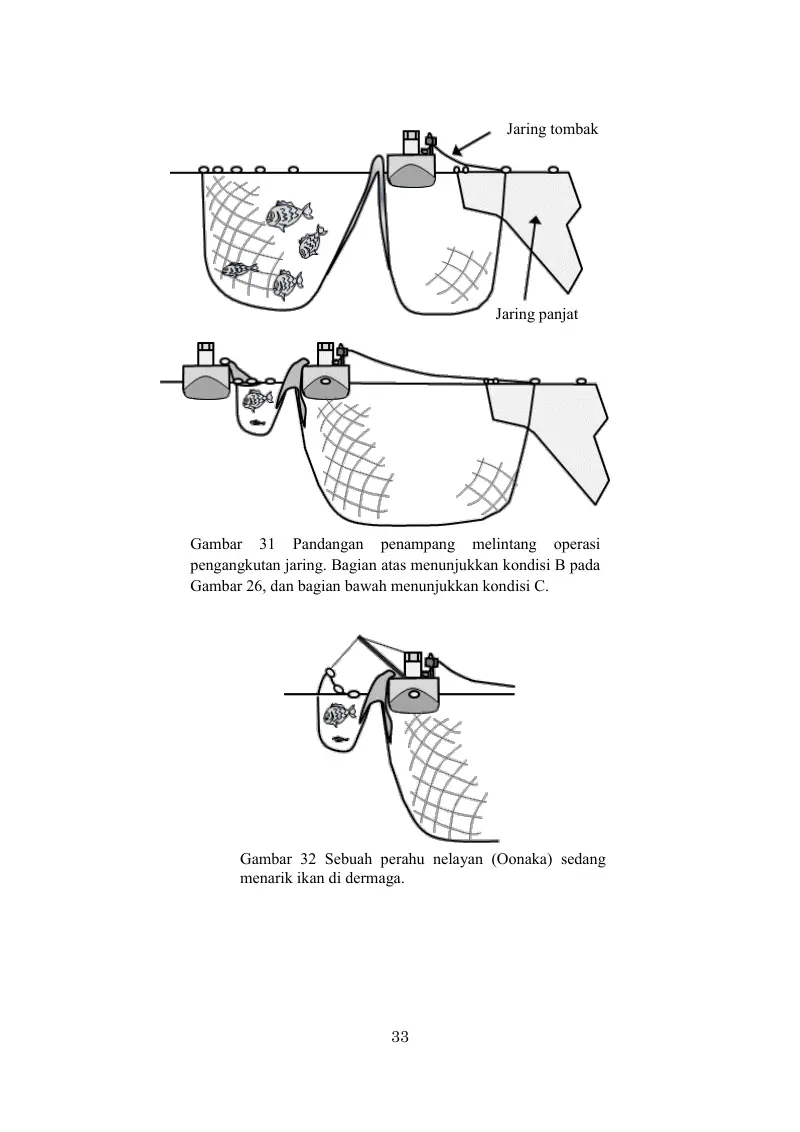 Jaring tombak
Jaring panjat
Gambar 31 Pandangan penampang melintang operasi
pengangkutan jaring. Bagian atas menunjukkan kondisi B pada
Gambar 26, dan bagian bawah menunjukkan kondisi C.
Gambar 32 Sebuah perahu nelayan (Oonaka) sedang
menarik ikan di dermaga.
33